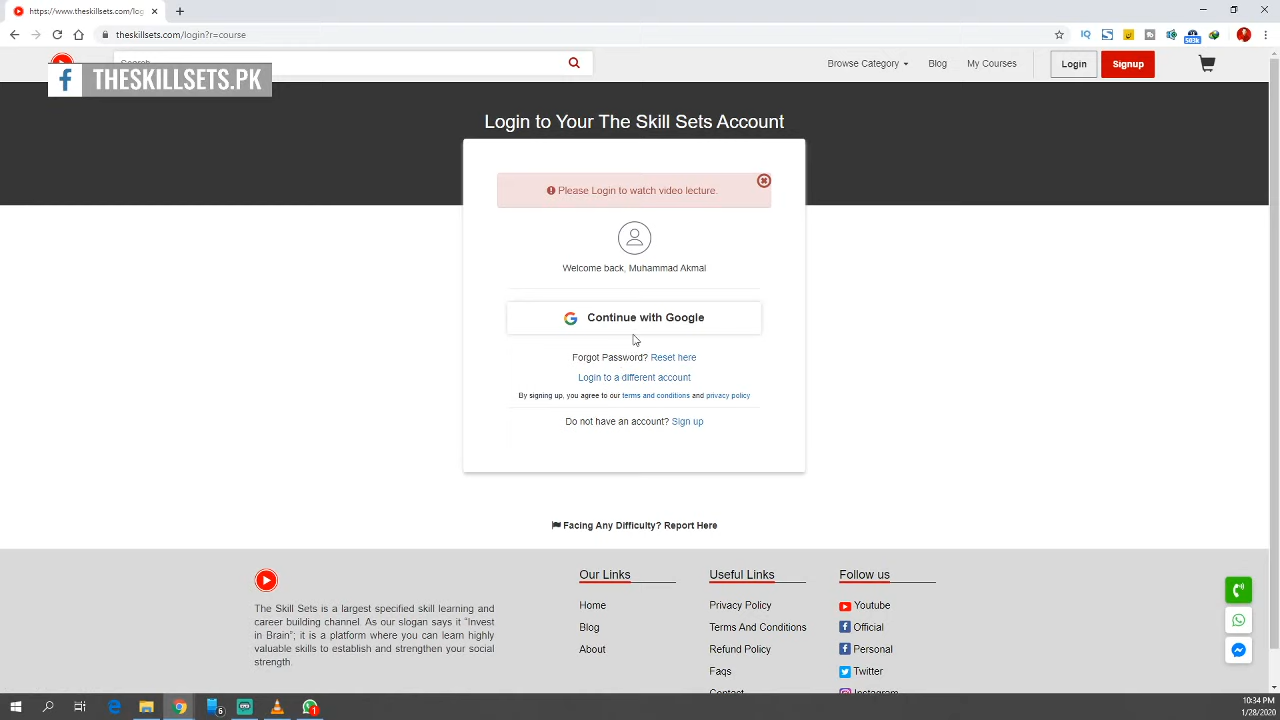 https://www.theskillsets.com/log
theskillsets.com/login?r=course
503k
Search
Browse Category
Blog
My Courses
Login
Signup
THESKILLSETS.PK
Login to Your The Skill Sets Account
Please Login to watch video lecture.
Welcome back, Muhammad Akmal
Continue with Google
Forgot Password? Reset here
Login to a different account
By signing up, you agree to our terms and conditions and privacy policy
Do not have an account? Sign up
Facing Any Difficulty? Report Here
The Skill Sets is a largest specified skill learning and
career building channel. As our slogan says it “Invest
in Brain”; it is a platform where you can learn highly
valuable skills to establish and strengthen your social
strength.
Our Links
Home
Blog
About
Useful Links
Privacy Policy
Terms And Conditions
Refund Policy
Faqs
Contact
Follow us
Youtube
Official
Personal
Twitter
Instagram
6
1
10:34 PM
1/28/2020